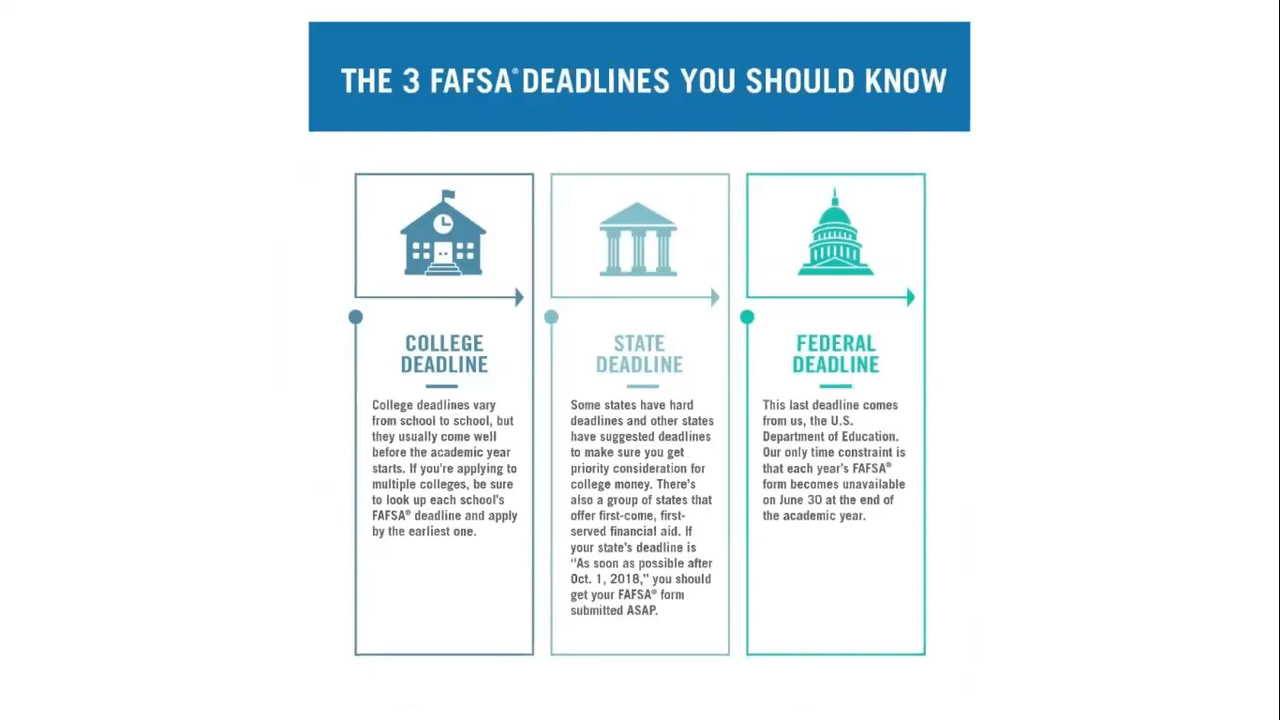 THE 3 FAFSA® DEADLINES YOU SHOULD KNOW
COLLEGE
DEADLINE
College deadlines vary
from school to school, but
they usually come well
before the academic year
starts. If you're applying to
multiple colleges, be sure
to look up each school's
FAFSA® deadline and apply
by the earliest one.
STATE
DEADLINE
Some states have hard
deadlines and other states
have suggested deadlines
to make sure you get
priority consideration for
college money. There's
also a group of states that
offer first-come, first-
served financial aid. If
your state's deadline is
"As soon as possible after
Oct. 1, 2018," you should
get your FAFSA® form
submitted ASAP.
FEDERAL
DEADLINE
This last deadline comes
from us, the U.S.
Department of Education.
Our only time constraint is
that each year's FAFSA®
form becomes unavailable
on June 30 at the end of
the academic year.